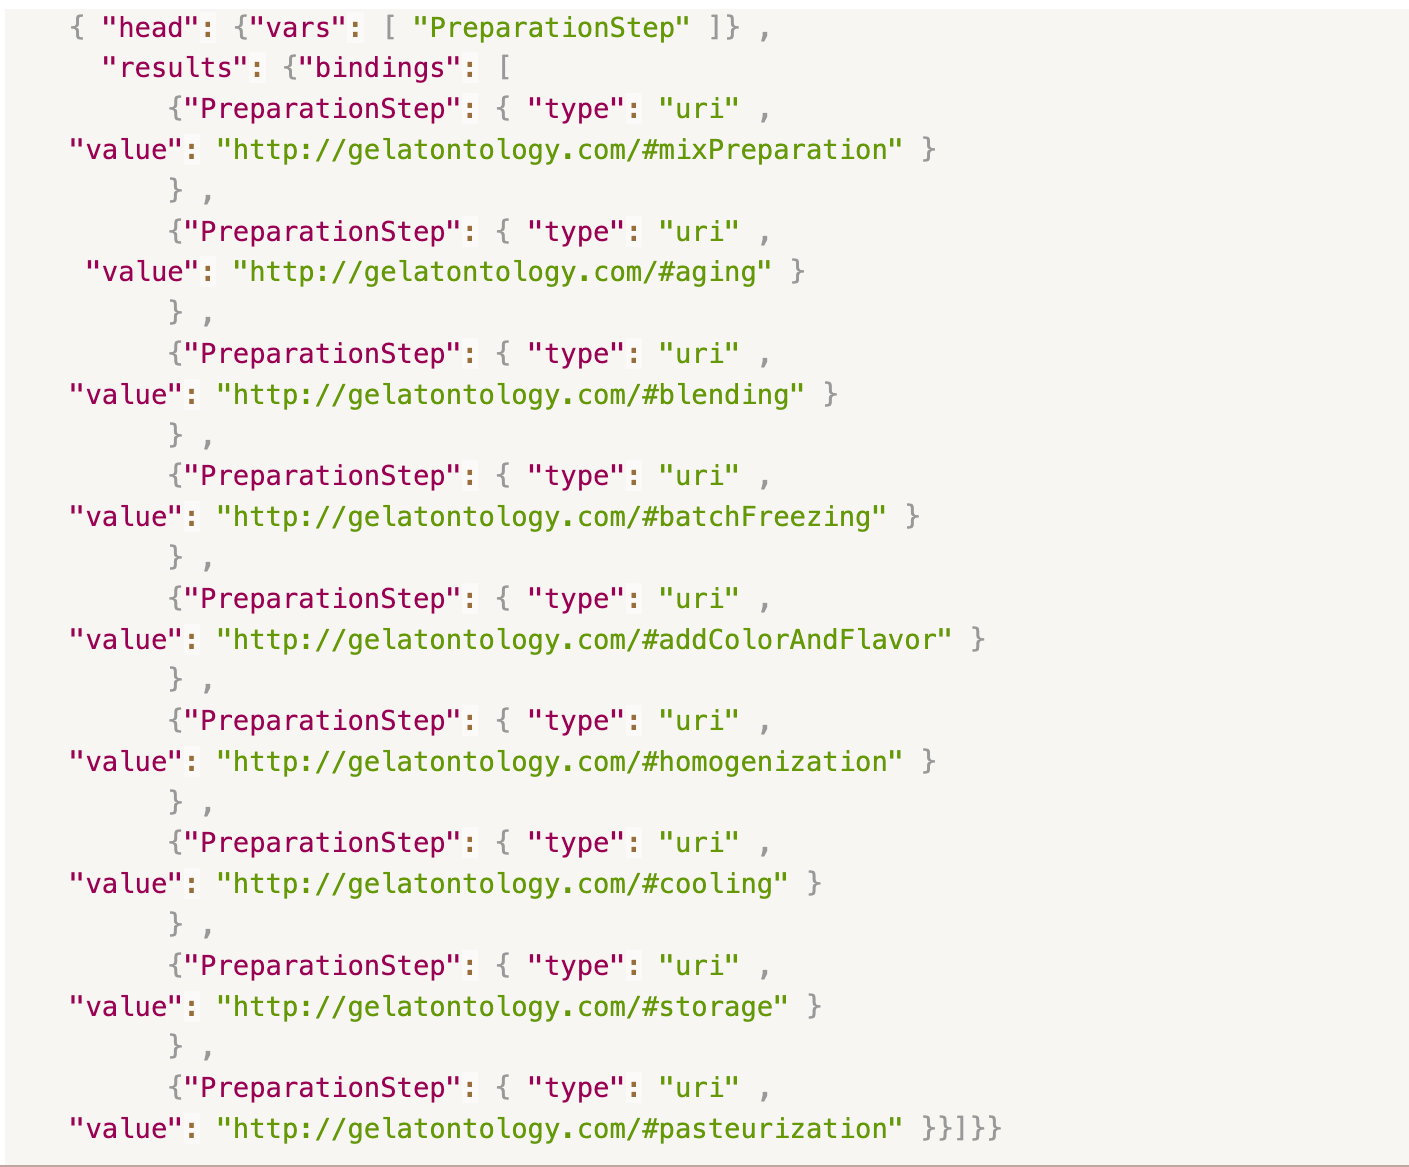 { "head": {"vars": [ "PreparationStep" ]} ,
"results": {"bindings": [
{"PreparationStep": { "type": "uri" ,
"value": "http://gelatontology.com/#mixPreparation" }
} ,
{"PreparationStep": { "type": "uri" ,
"value": "http://gelatontology.com/#aging" }
} ,
{"PreparationStep": { "type": "uri" ,
"value": "http://gelatontology.com/#blending" }
} ,
{"PreparationStep": { "type": "uri" ,
"value": "http://gelatontology.com/#batchFreezing" }
} ,
{"PreparationStep": { "type": "uri" ,
"value": "http://gelatontology.com/#addColorAndFlavor" }
} ,
{"PreparationStep": { "type": "uri" ,
"value": "http://gelatontology.com/#homogenization" }
} ,
{"PreparationStep": { "type": "uri" ,
"value": "http://gelatontology.com/#cooling" }
} ,
{"PreparationStep": { "type": "uri" ,
"value": "http://gelatontology.com/#storage" }
} ,
{"PreparationStep": { "type": "uri" ,
"value": "http://gelatontology.com/#pasteurization" }}]}}